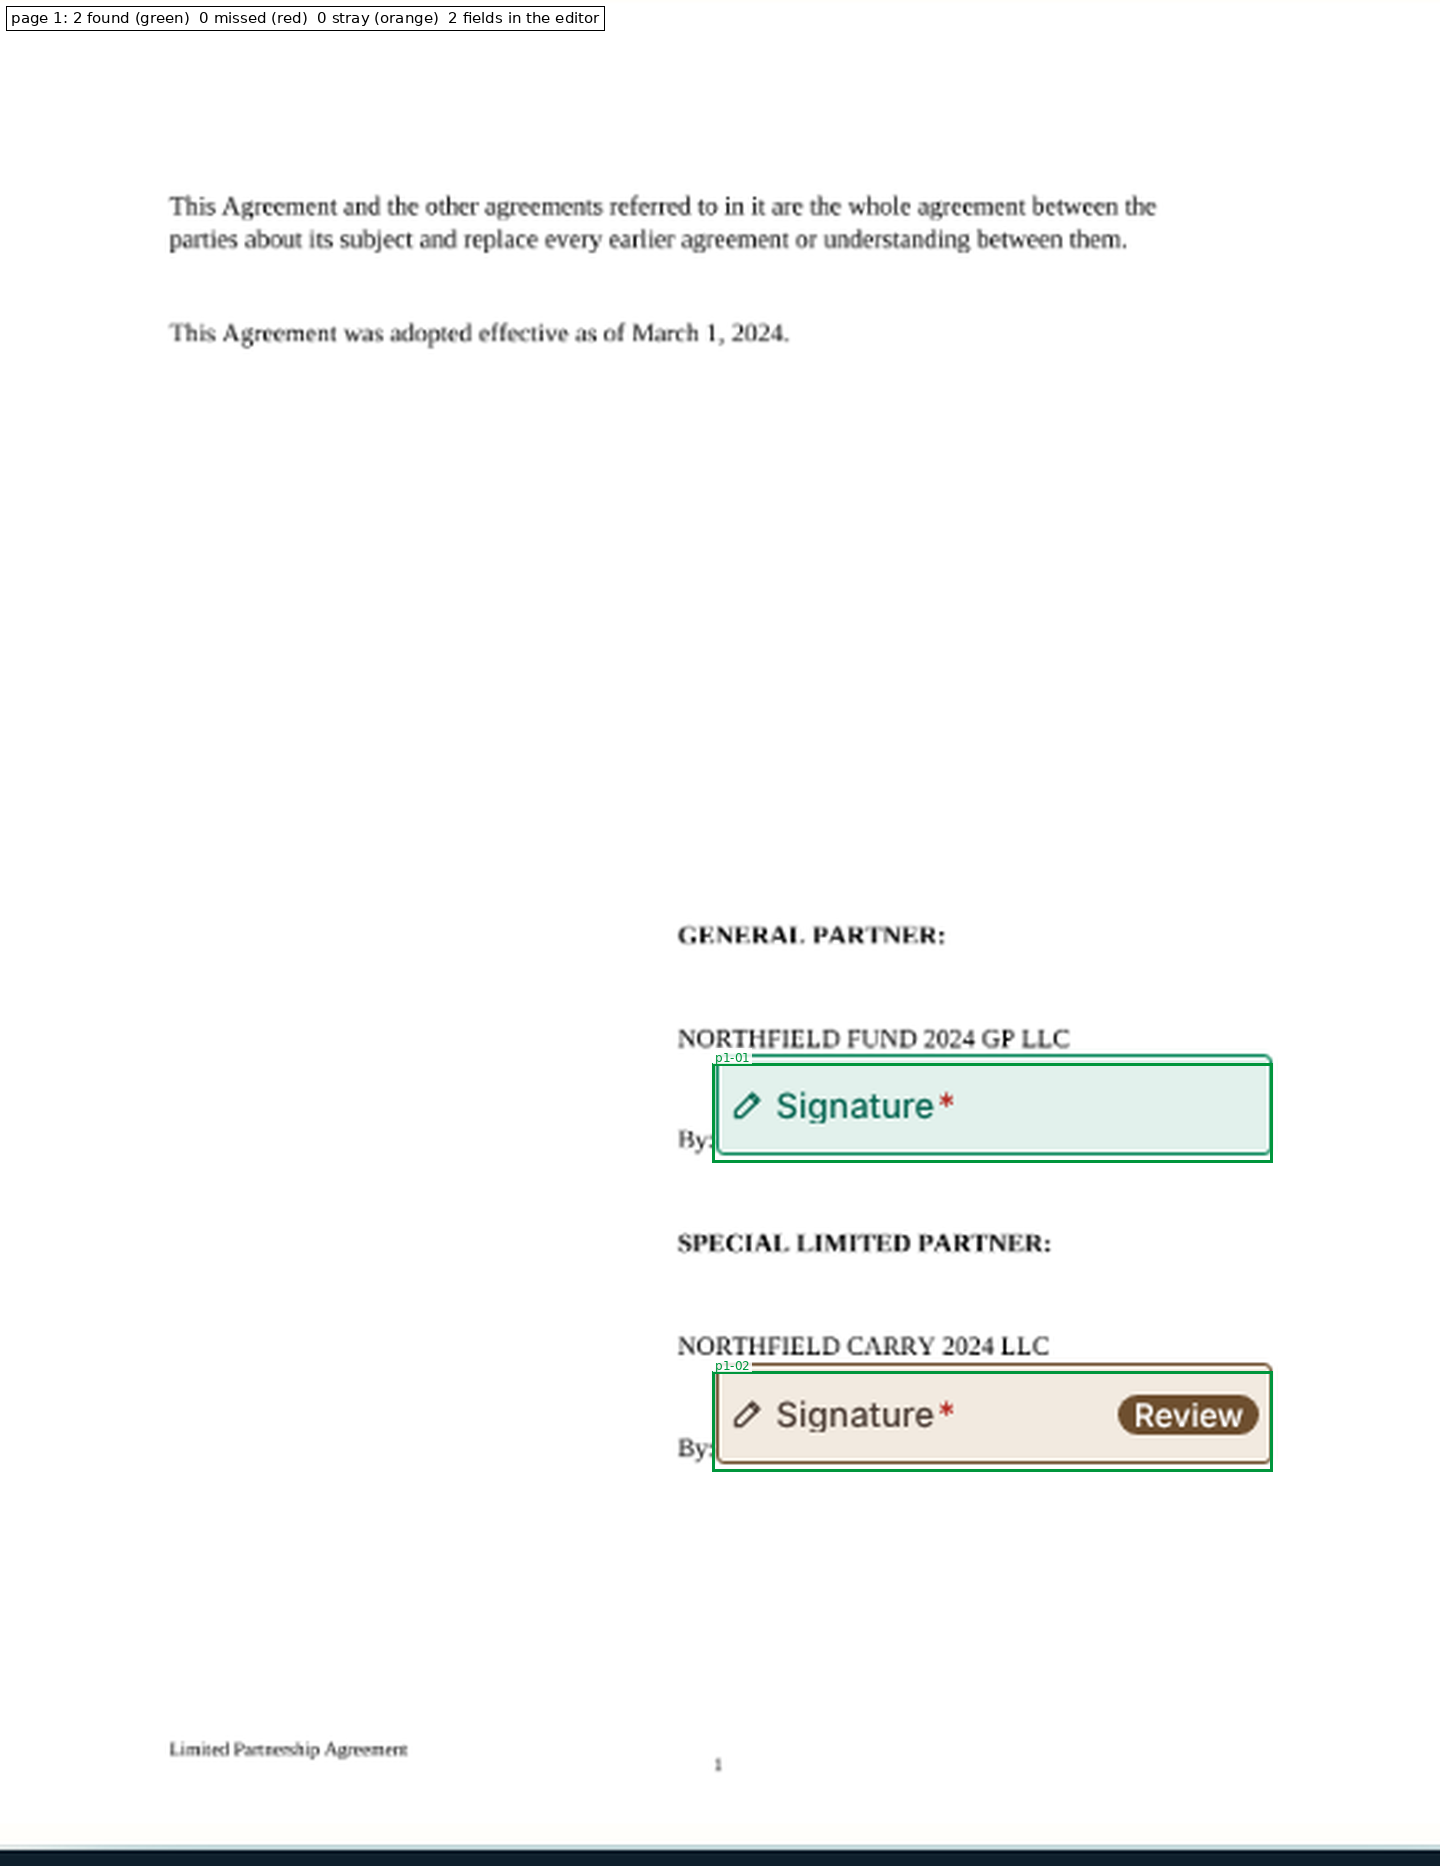 page 1: 2 found (green) 0 missed (red) 0 stray (orange) 2 fields in the editor
This Agreement and the other agreements referred to in it are the whole agreement between the
parties about its subject and replace every earlier agreement or understanding between them.
This Agreement was adopted effective as of March 1, 2024.
GENERAL PARTNER:
NORTHFIELD FUND 2024 GP LLC
p1-01
Signature*
By:
SPECIAL LIMITED PARTNER:
NORTHFIELD CARRY 2024 LLC
p1-02
Signature* Review
By:
Limited Partnership Agreement
1